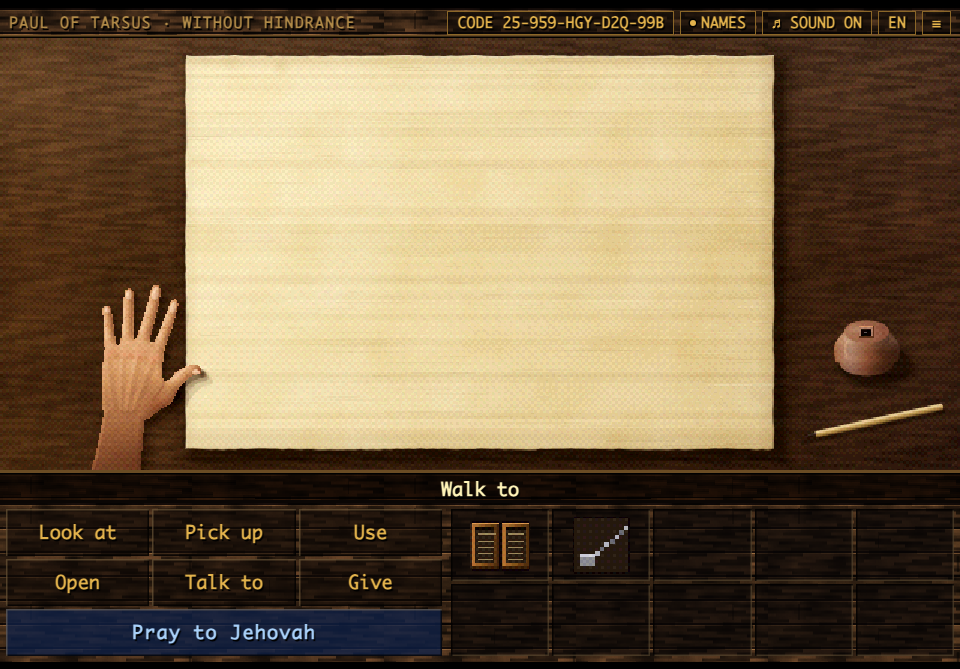 PAUL OF TARSUS · WITHOUT HINDRANCE
CODE 25-959-HGY-D2Q-99B
● NAMES
♬ SOUND ON
EN
≡
Walk to
Look at
Pick up
Use
Open
Talk to
Give
Pray to Jehovah